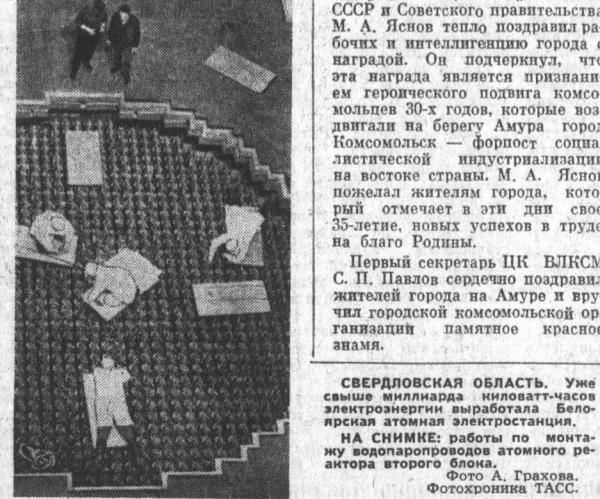 СССР и Советского правительства
М. А. Яснов тепло поздравил ра-
бочих и интеллигенцию города с
наградой. Он подчеркнул, что
эта награда является признани-
ем героического подвига комсо-
мольцев 30-х годов, которые воз-
двигали на берегу Амура город
Комсомольск — форпост социа-
листической индустриализации
на востоке страны. М. А. Яснов
пожелал жителям города, кото-
рый отмечает в эти дни свое
35-летие, новых успехов в труде
на благо Родины.
Первый секретарь ЦК ВЛКСМ
С. П. Павлов сердечно поздравил
жителей города на Амуре и вру-
чил городской комсомольской ор-
ганизации памятное красное
знамя.
СВЕРДЛОВСКАЯ ОБЛАСТЬ. Уже
свыше миллиарда киловатт-часов
электроэнергии выработала Бело-
ярская атомная электростанция.
НА СНИМКЕ: работы по монта-
жу водопаропроводов атомного ре-
актора второго блока.
Фото А. Грахова.
Фотохроника ТАСС.